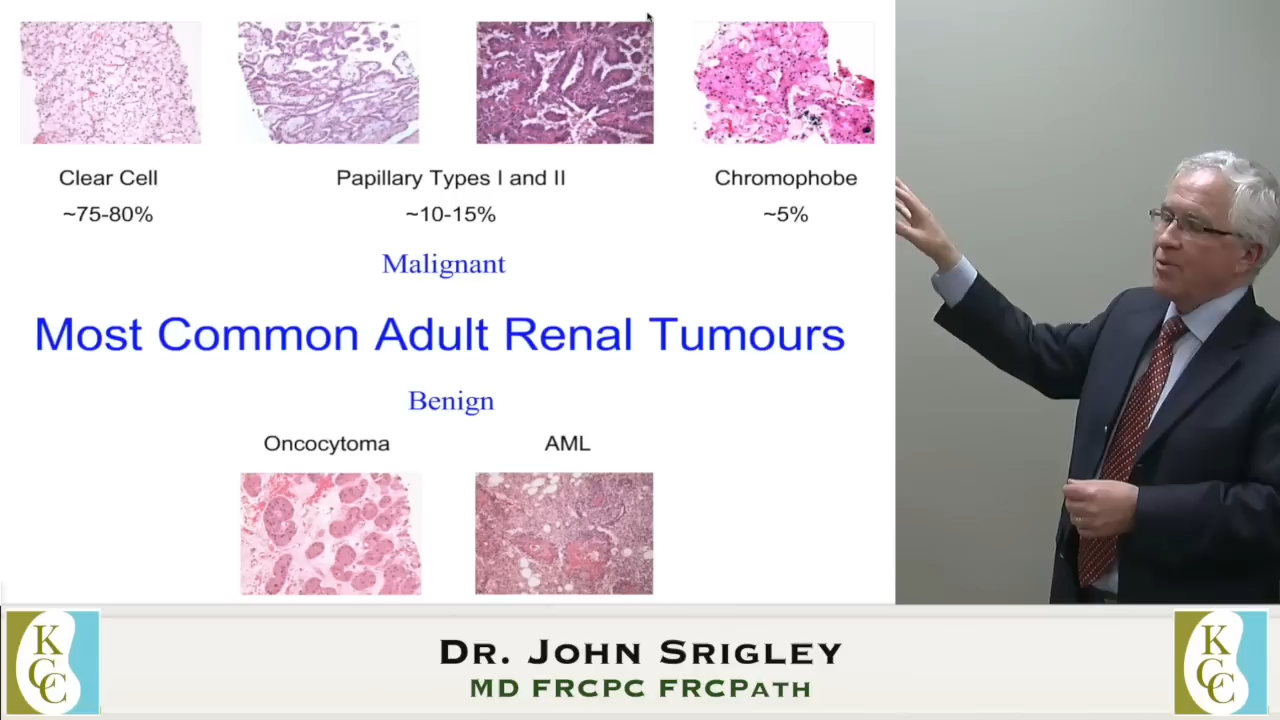 Clear Cell
~75-80%
Papillary Types I and II
~10-15%
Chromophobe
~5%
Malignant
Most Common Adult Renal Tumours
Benign
Oncocytoma
AML
KCC
DR. JOHN SRIGLEY
MD FRCPC FRCPATH
KCC